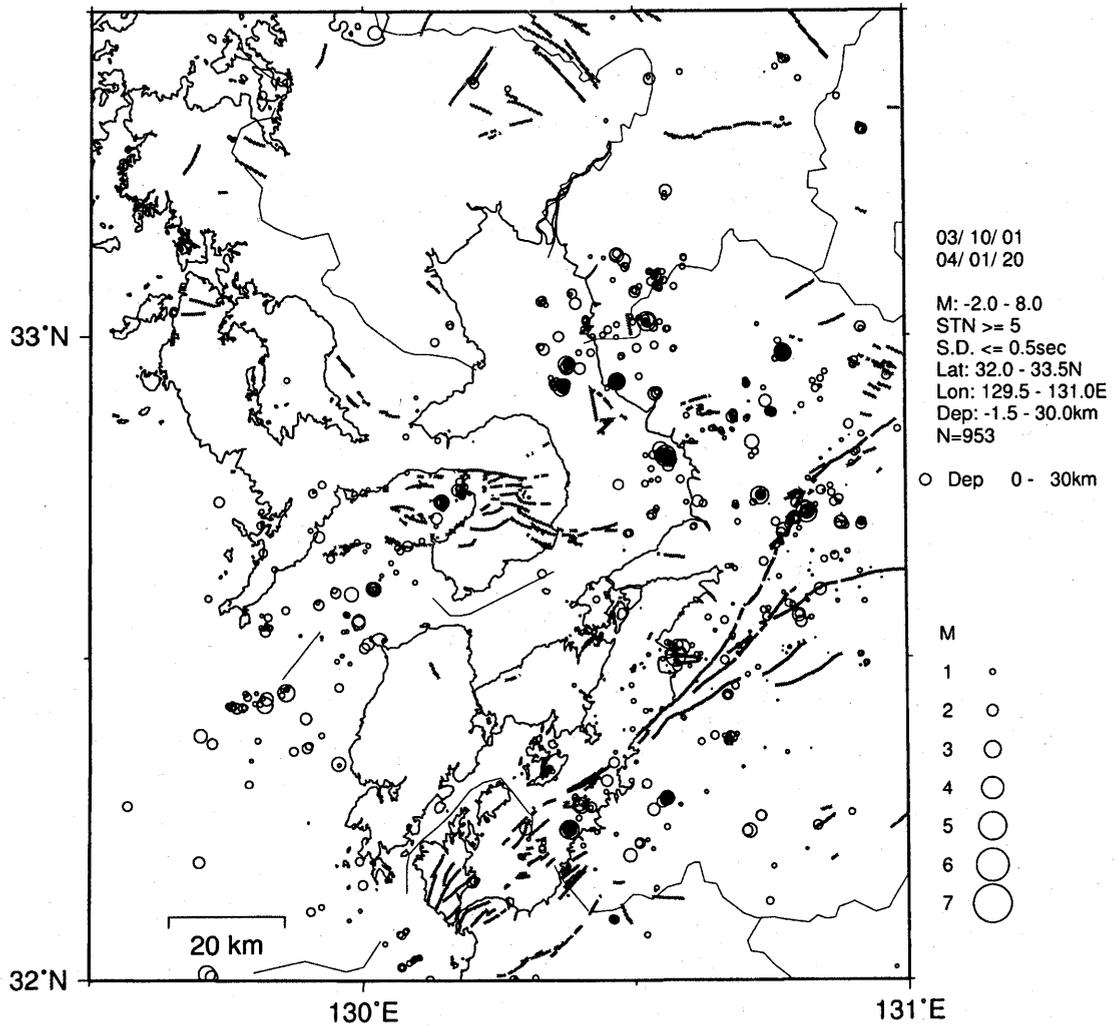 33°N
32°N
130°E
131°E
20 km
03/ 10/ 01
04/ 01/ 20
M: -2.0 - 8.0
STN >= 5
S.D. <= 0.5sec
Lat: 32.0 - 33.5N
Lon: 129.5 - 131.0E
Dep: -1.5 - 30.0km
N=953
Dep 0 - 30km
M
1
2
3
4
5
6
7